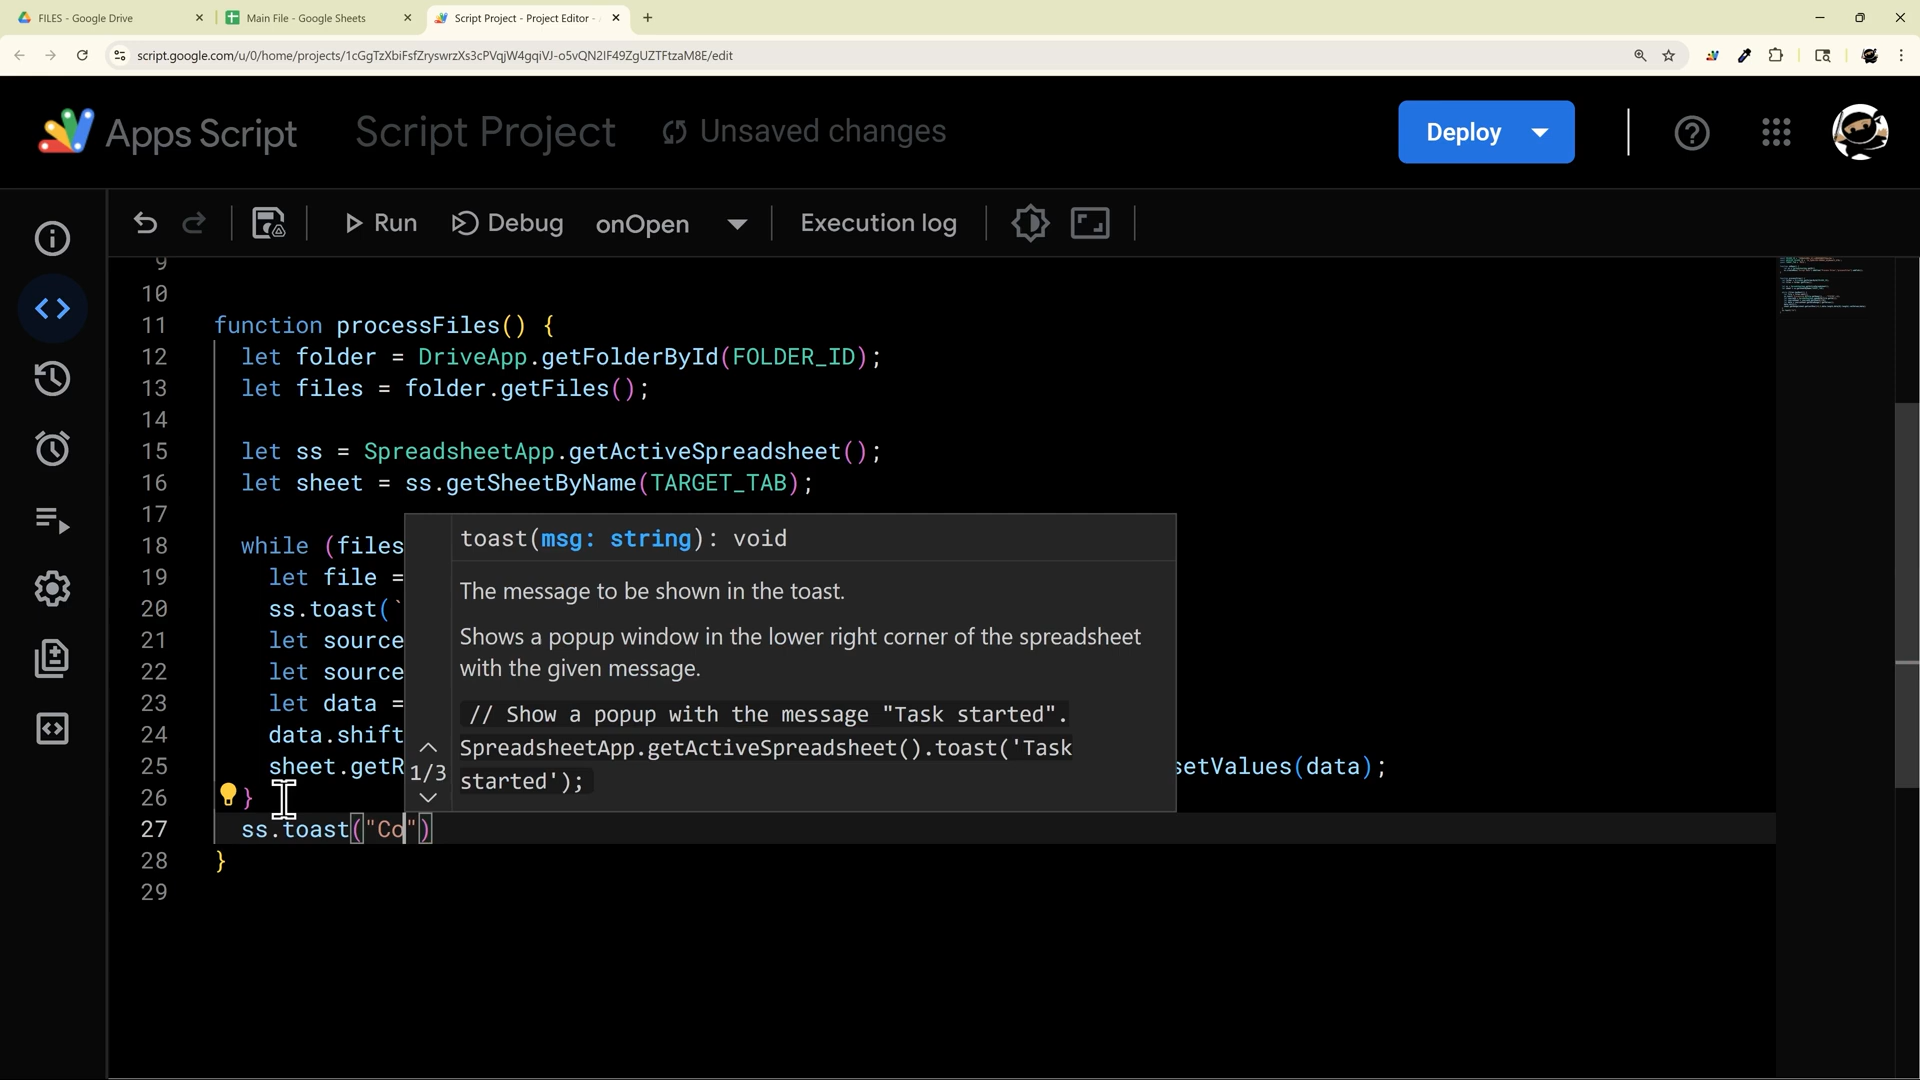 FILES - Google Drive
Main File - Google Sheets
Script Project - Project Editor -
script.google.com/u/0/home/projects/1cGgTzXbiFsfZryswrzXs3cPVqjW4gqiVJ-o5vQN2IF49ZgUZTFtzaM8E/edit
Apps Script
Script Project
Unsaved changes
Deploy
Run
Debug
onOpen
Execution log
9
10
11 function processFiles() {
12 let folder = DriveApp.getFolderById(FOLDER_ID);
13 let files = folder.getFiles();
14
15 let ss = SpreadsheetApp.getActiveSpreadsheet();
16 let sheet = ss.getSheetByName(TARGET_TAB);
17
18 while (files
19 let file =
20 ss.toast(`
21 let source
22 let source
23 let data =
24 data.shift
25 sheet.getR setValues(data);
26 }
27 ss.toast("Co")
28 }
29
toast(msg: string): void
The message to be shown in the toast.
Shows a popup window in the lower right corner of the spreadsheet
with the given message.
// Show a popup with the message "Task started".
SpreadsheetApp.getActiveSpreadsheet().toast('Task
started');
1/3